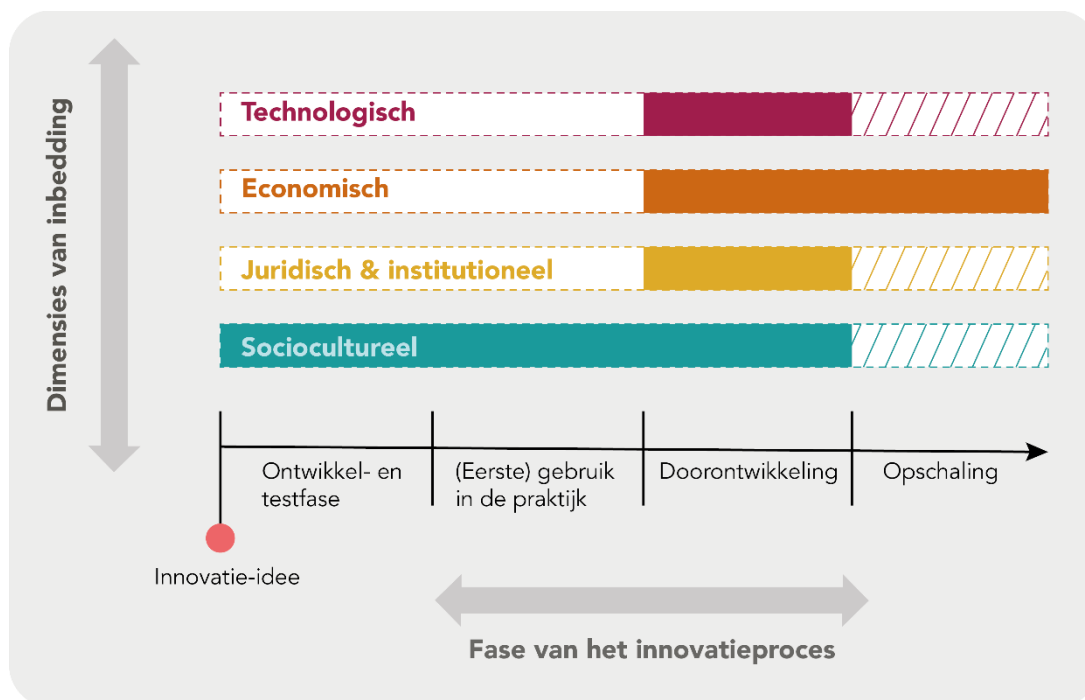 Dimensies van inbedding
Technologisch
Economisch
Juridisch & institutioneel
Sociocultureel
Ontwikkel- en
testfase
(Eerste) gebruik
in de praktijk
Doorontwikkeling
Opschaling
Innovatie-idee
Fase van het innovatieproces